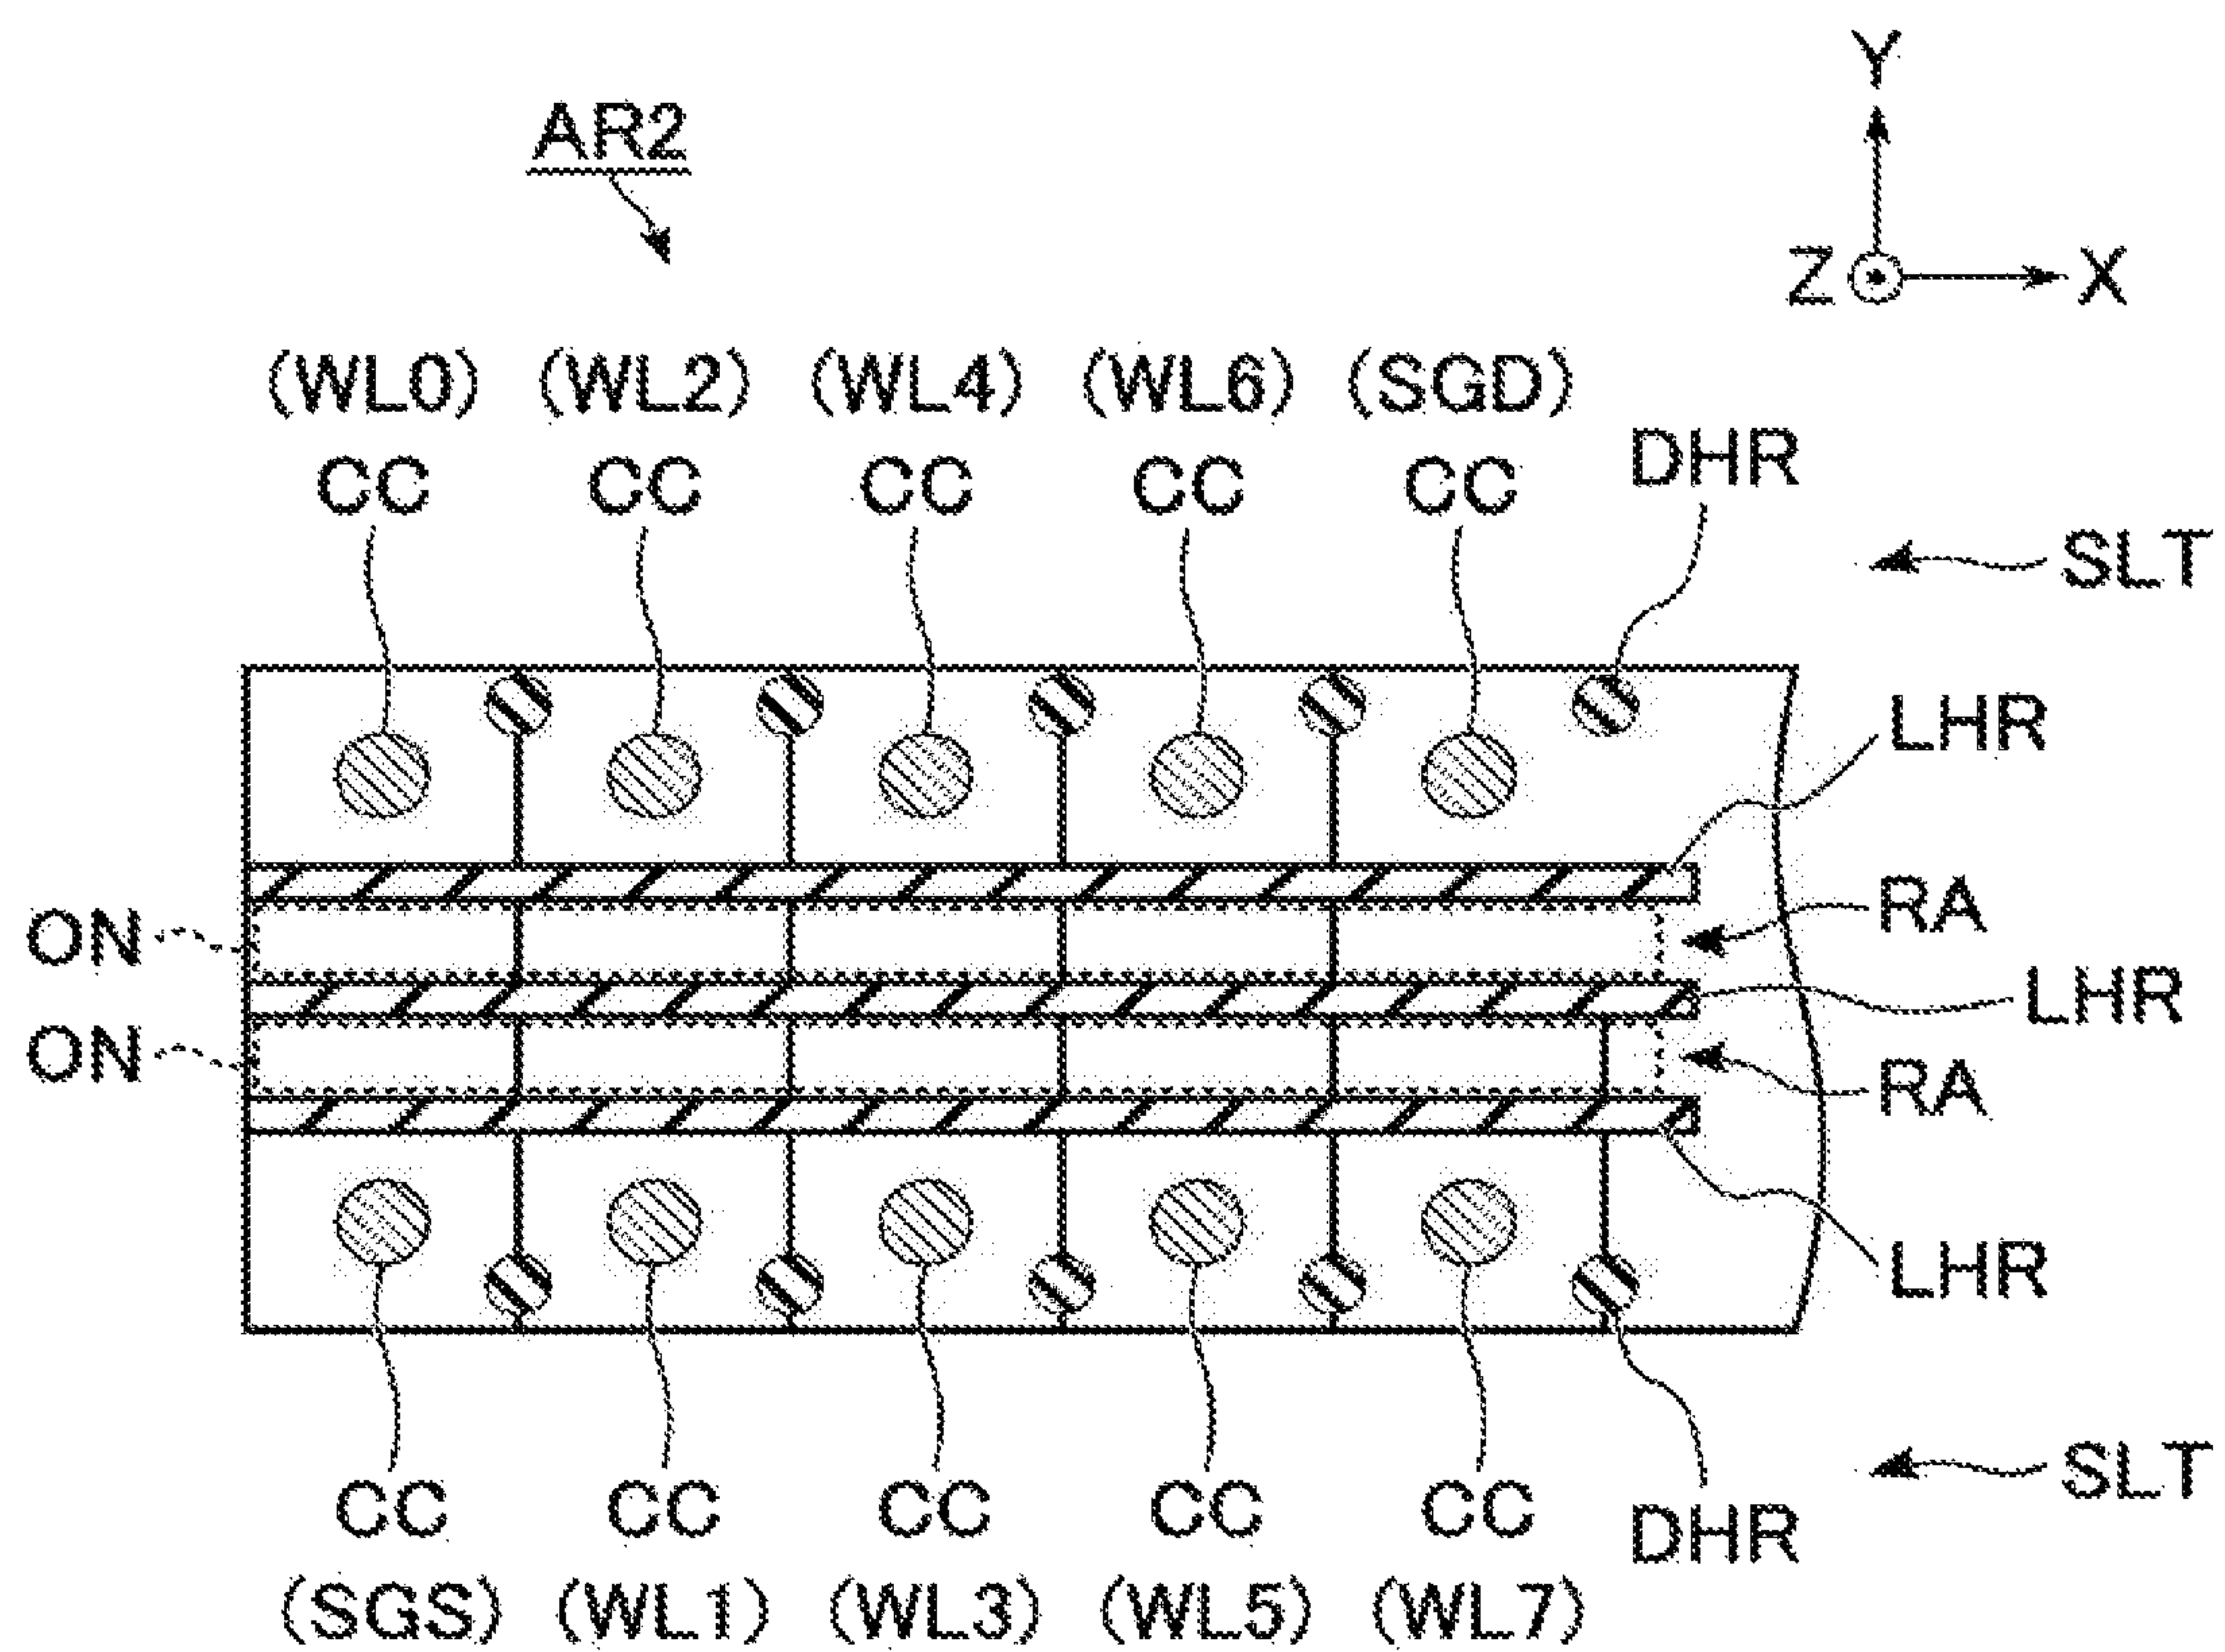 Y
AR2
Z X
(WL0) (WL2) (WL4) (WL6) (SGD)
CC CC CC CC CC DHR
SLT
LHR
RA
ON
LHR
ON
RA
LHR
SLT
CC CC CC CC CC DHR
(SGS) (WL1) (WL3) (WL5) (WL7)